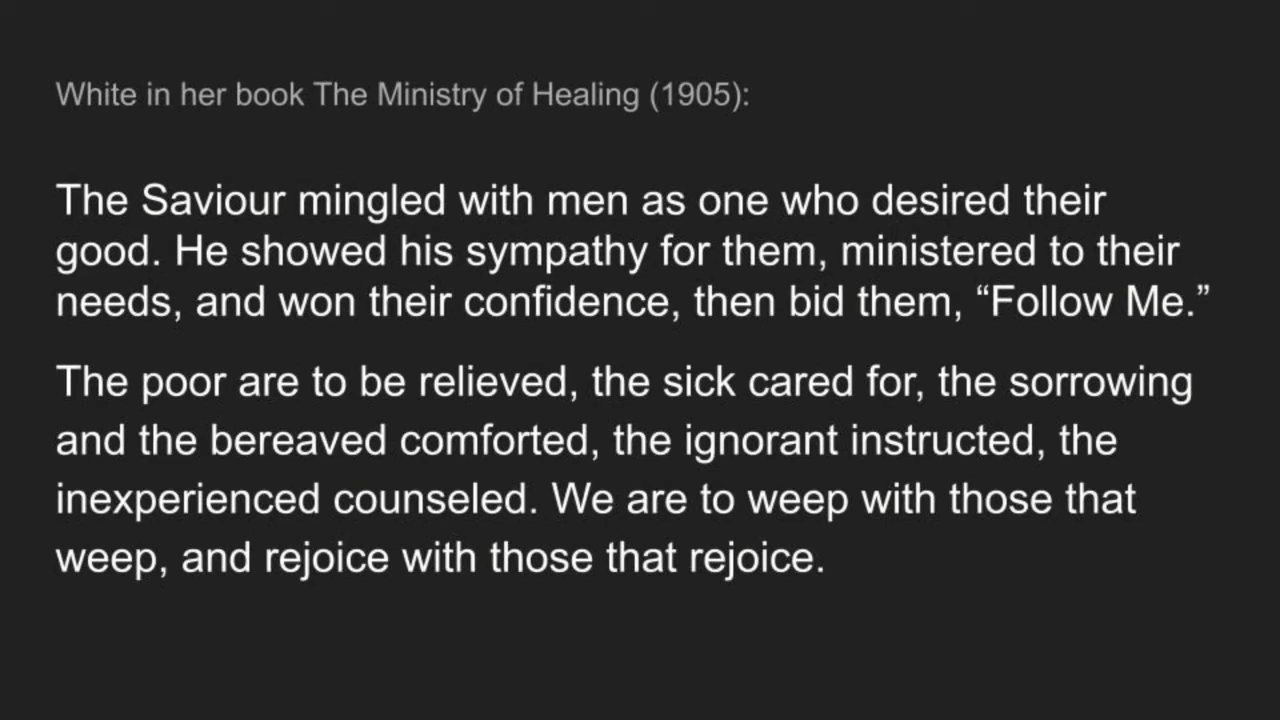 White in her book The Ministry of Healing (1905):
The Saviour mingled with men as one who desired their
good. He showed his sympathy for them, ministered to their
needs, and won their confidence, then bid them, “Follow Me.”
The poor are to be relieved, the sick cared for, the sorrowing
and the bereaved comforted, the ignorant instructed, the
inexperienced counseled. We are to weep with those that
weep, and rejoice with those that rejoice.